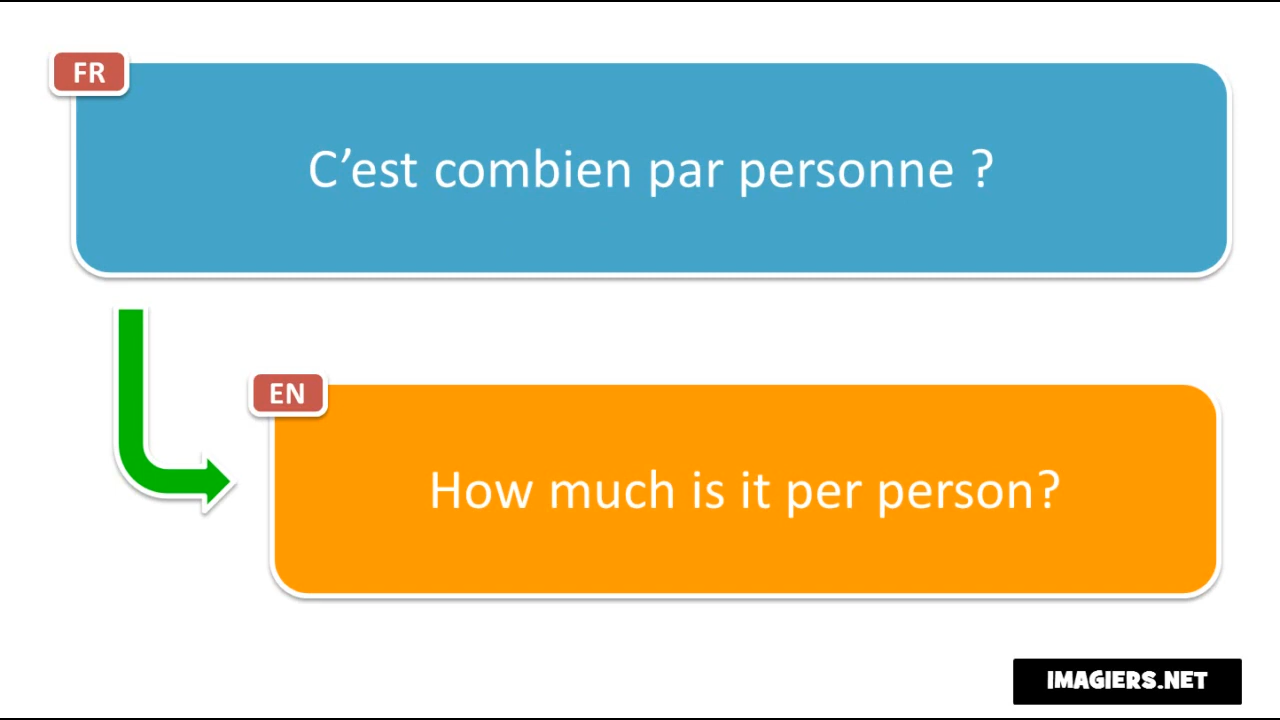 FR
C’est combien par personne ?
EN
How much is it per person?
IMAGIERS.NET